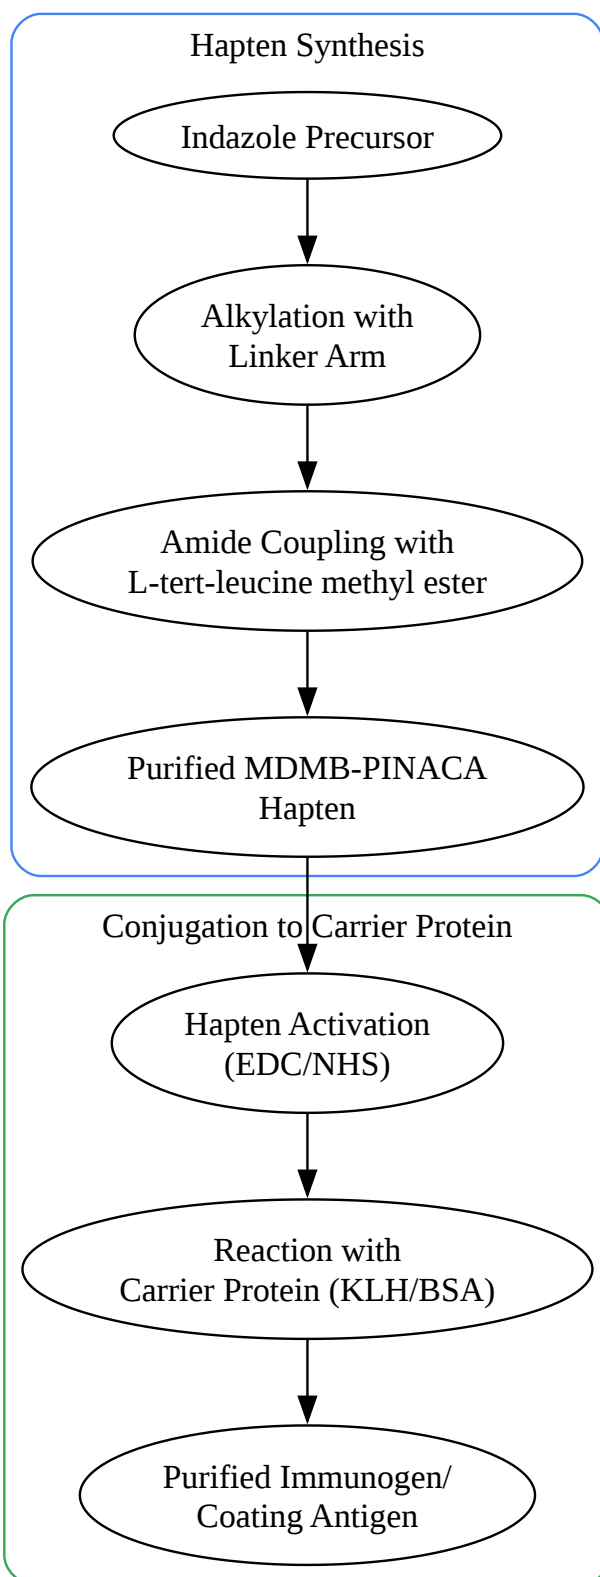 Hapten Synthesis
Indazole Precursor
Alkylation with
Linker Arm
Amide Coupling with
L-tert-leucine methyl ester
Purified MDMB-PINACA
Hapten
Conjugation to Carrier Protein
Hapten Activation
(EDC/NHS)
Reaction with
Carrier Protein (KLH/BSA)
Purified Immunogen/
Coating Antigen